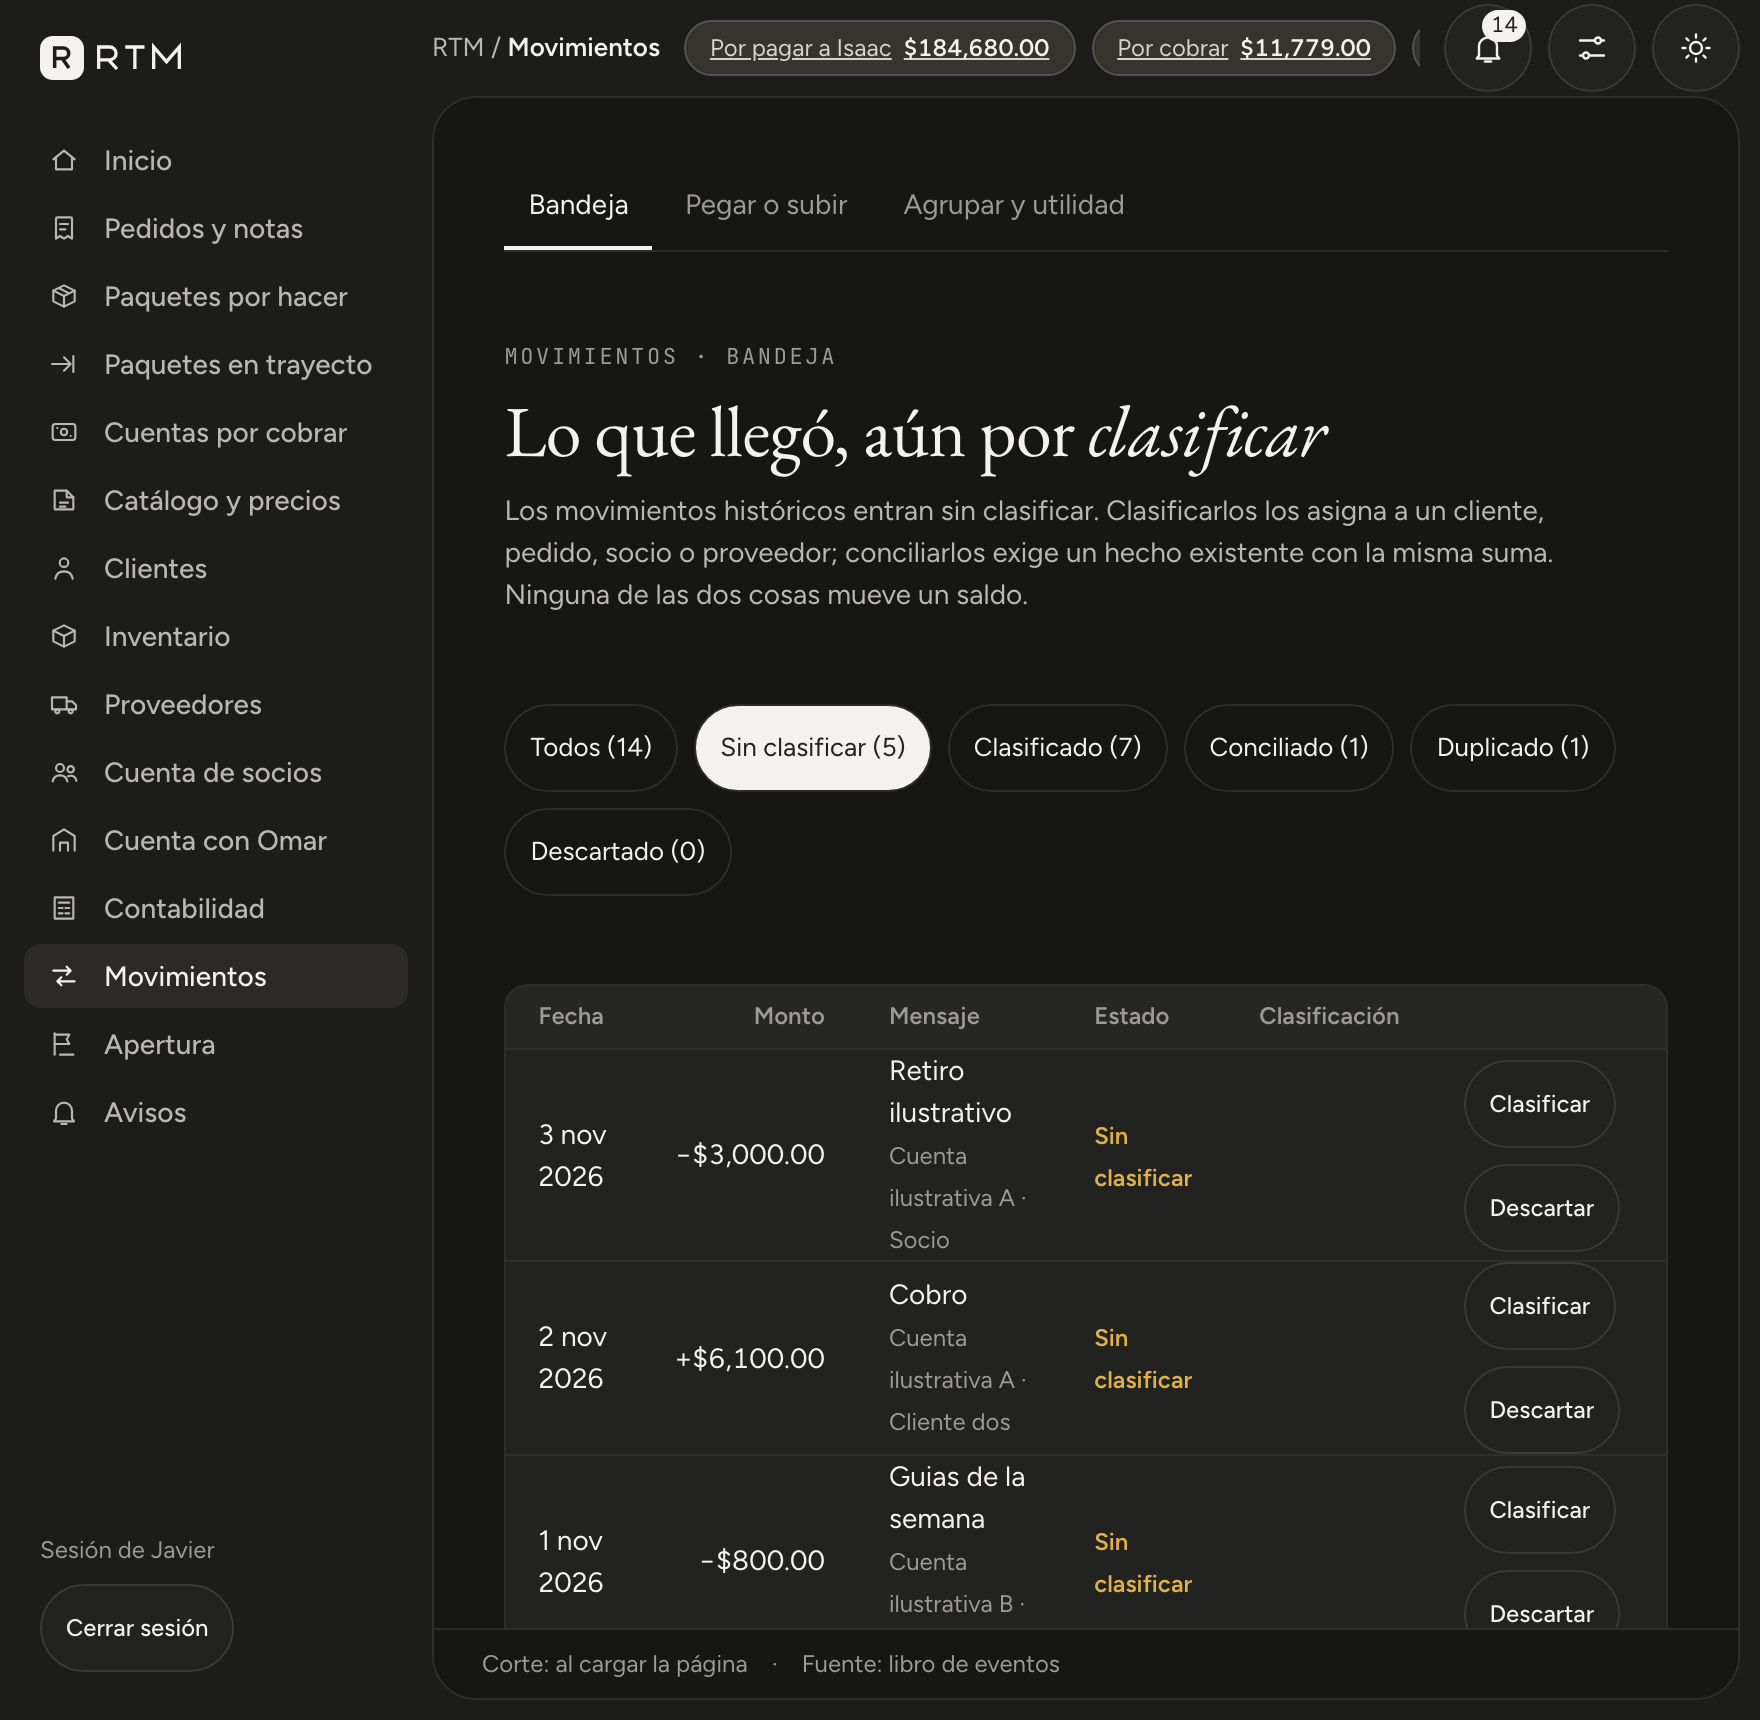 R RTM
Inicio
Pedidos y notas
Paquetes por hacer
Paquetes en trayecto
Cuentas por cobrar
Catálogo y precios
Clientes
Inventario
Proveedores
Cuenta de socios
Cuenta con Omar
Contabilidad
Movimientos
Apertura
Avisos
Sesión de Javier
Cerrar sesión
RTM / Movimientos
Por pagar a Isaac $184,680.00
Por cobrar $11,779.00
14
Bandeja Pegar o subir Agrupar y utilidad
MOVIMIENTOS · BANDEJA
Lo que llegó, aún por clasificar
Los movimientos históricos entran sin clasificar. Clasificarlos los asigna a un cliente,
pedido, socio o proveedor; conciliarlos exige un hecho existente con la misma suma.
Ninguna de las dos cosas mueve un saldo.
Todos (14) Sin clasificar (5) Clasificado (7) Conciliado (1) Duplicado (1)
Descartado (0)
Fecha Monto Mensaje Estado Clasificación
3 nov
2026
−$3,000.00
Retiro
ilustrativo
Cuenta
ilustrativa A ·
Socio
Sin
clasificar
Clasificar
Descartar
2 nov
2026
+$6,100.00
Cobro
Cuenta
ilustrativa A ·
Cliente dos
Sin
clasificar
Clasificar
Descartar
1 nov
2026
−$800.00
Guias de la
semana
Cuenta
ilustrativa B ·
Sin
clasificar
Clasificar
Descartar
Corte: al cargar la página · Fuente: libro de eventos